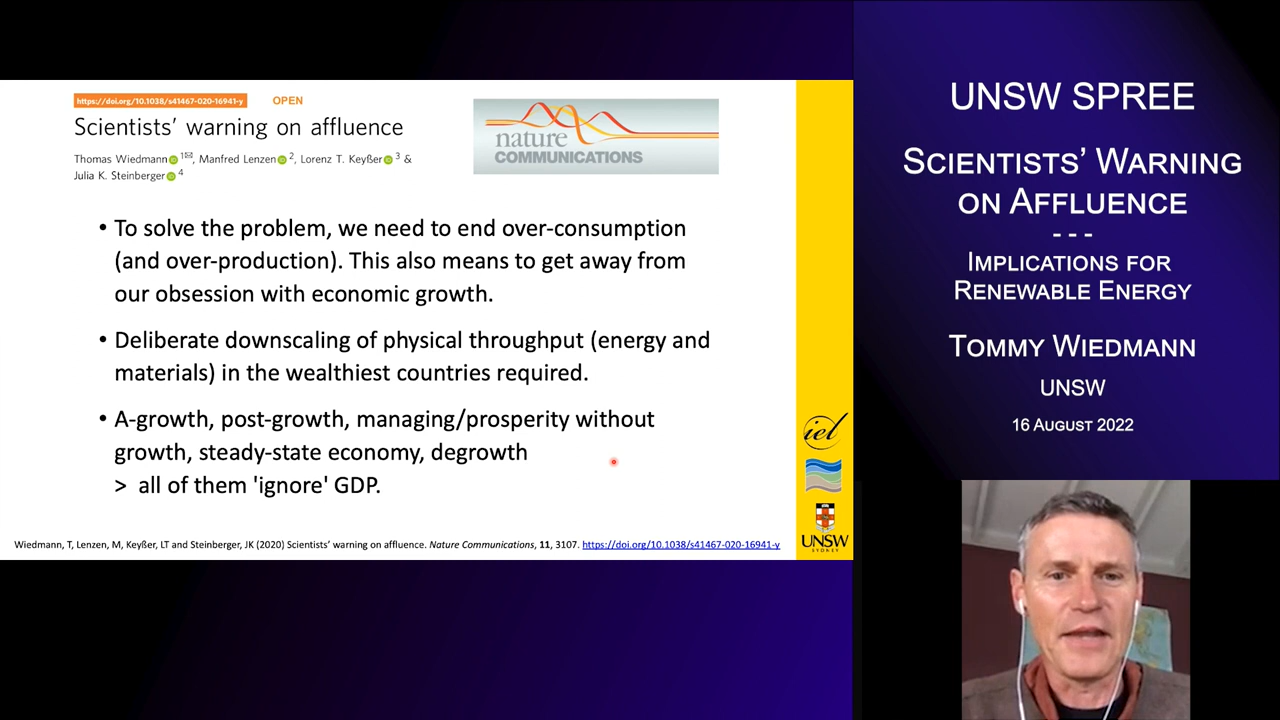 https://doi.org/10.1038/s41467-020-16941-y OPEN
Scientists' warning on affluence
Thomas Wiedmann 1✉, Manfred Lenzen 2, Lorenz T. Keyßer 3 &
Julia K. Steinberger 4
nature
COMMUNICATIONS
• To solve the problem, we need to end over-consumption
(and over-production). This also means to get away from
our obsession with economic growth.
• Deliberate downscaling of physical throughput (energy and
materials) in the wealthiest countries required.
• A-growth, post-growth, managing/prosperity without
growth, steady-state economy, degrowth
> all of them 'ignore' GDP.
Wiedmann, T, Lenzen, M, Keyßer, LT and Steinberger, JK (2020) Scientists' warning on affluence. Nature Communications, 11, 3107. https://doi.org/10.1038/s41467-020-16941-y
iel
UNSW
SYDNEY
UNSW SPREE
Scientists' Warning
on Affluence
---
Implications for
Renewable Energy
Tommy Wiedmann
UNSW
16 August 2022